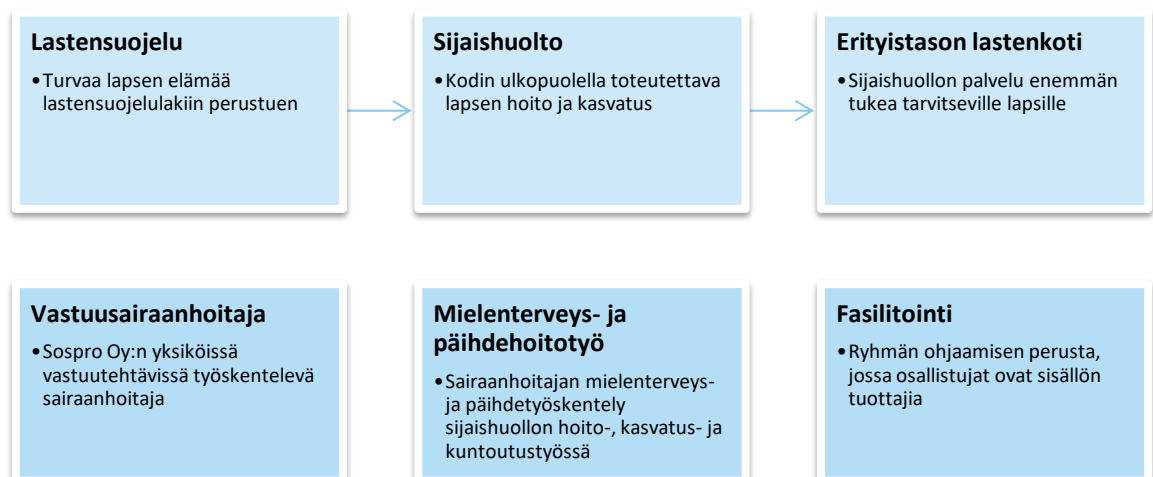 Lastensuojelu
•Turvaa lapsen elämää
lastensuojelulakiin perustuen
Sijaishuolto
•Kodin ulkopuolella toteutettava
lapsen hoito ja kasvatus
Erityistason lastenkoti
•Sijaishuollon palvelu enemmän
tukea tarvitseville lapsille
Vastuusairaanhoitaja
•Sospro Oy:n yksiköissä
vastuutehtävissä työskentelevä
sairaanhoitaja
Mielenterveys- ja
päihdehoitotyö
•Sairaanhoitajan mielenterveys-
ja päihdetyöskentely
sijaishuollon hoito-, kasvatus- ja
kuntoutustyössä
Fasilitointi
•Ryhmän ohjaamisen perusta,
jossa osallistujat ovat sisällön
tuottajia